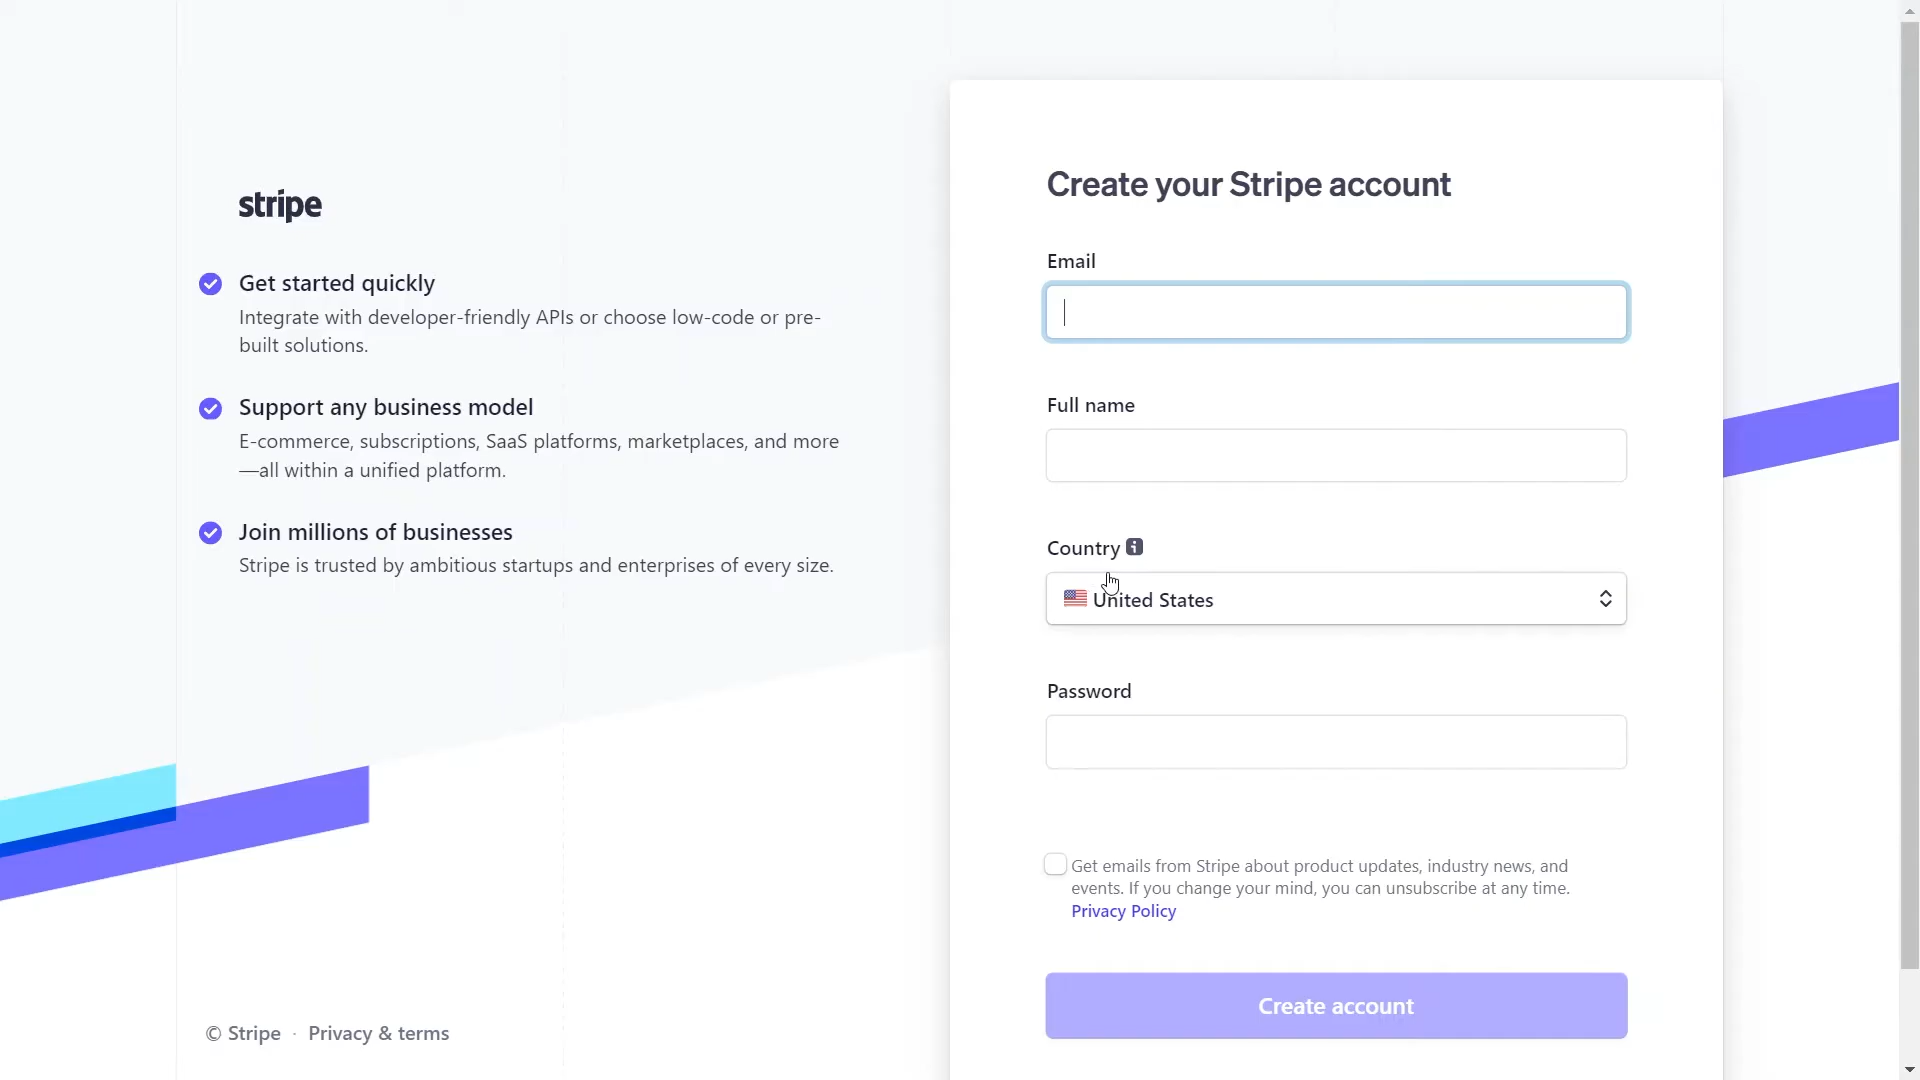 stripe
Get started quickly
Integrate with developer-friendly APIs or choose low-code or pre-
built solutions.
Support any business model
E-commerce, subscriptions, SaaS platforms, marketplaces, and more
—all within a unified platform.
Join millions of businesses
Stripe is trusted by ambitious startups and enterprises of every size.
© Stripe · Privacy & terms
Create your Stripe account
Email
Full name
Country
United States
Password
Get emails from Stripe about product updates, industry news, and
events. If you change your mind, you can unsubscribe at any time.
Privacy Policy
Create account